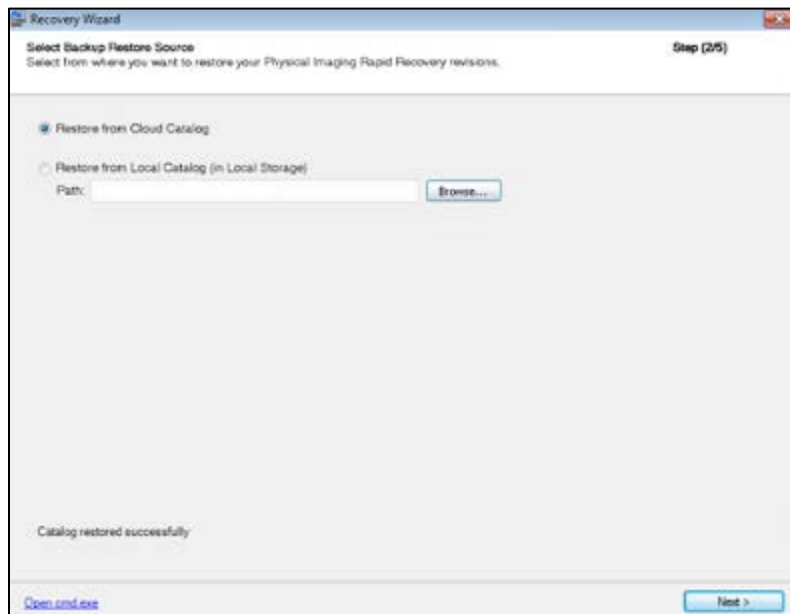 Recovery Wizard
Select Backup Restore Source
Step (2/5)
Select from where you want to restore your Physical Imaging Rapid Recovery revisions.
Restore from Cloud Catalog
Restore from Local Catalog (in Local Storage)
Path:
Browse...
Catalog restored successfully
Open cmd.exe
Next >